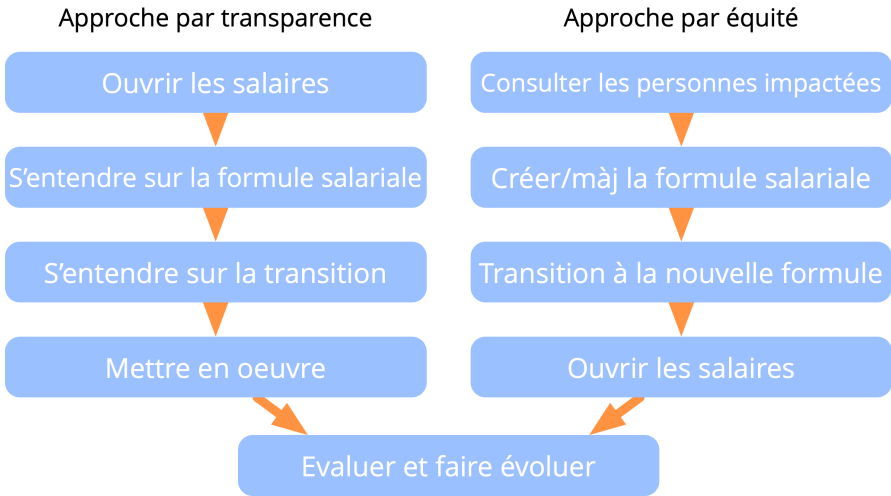 Approche par transparence
Ouvrir les salaires
S’entendre sur la formule salariale
S’entendre sur la transition
Mettre en oeuvre
Approche par équité
Consulter les personnes impactées
Créer/màj la formule salariale
Transition à la nouvelle formule
Ouvrir les salaires
Evaluer et faire évoluer